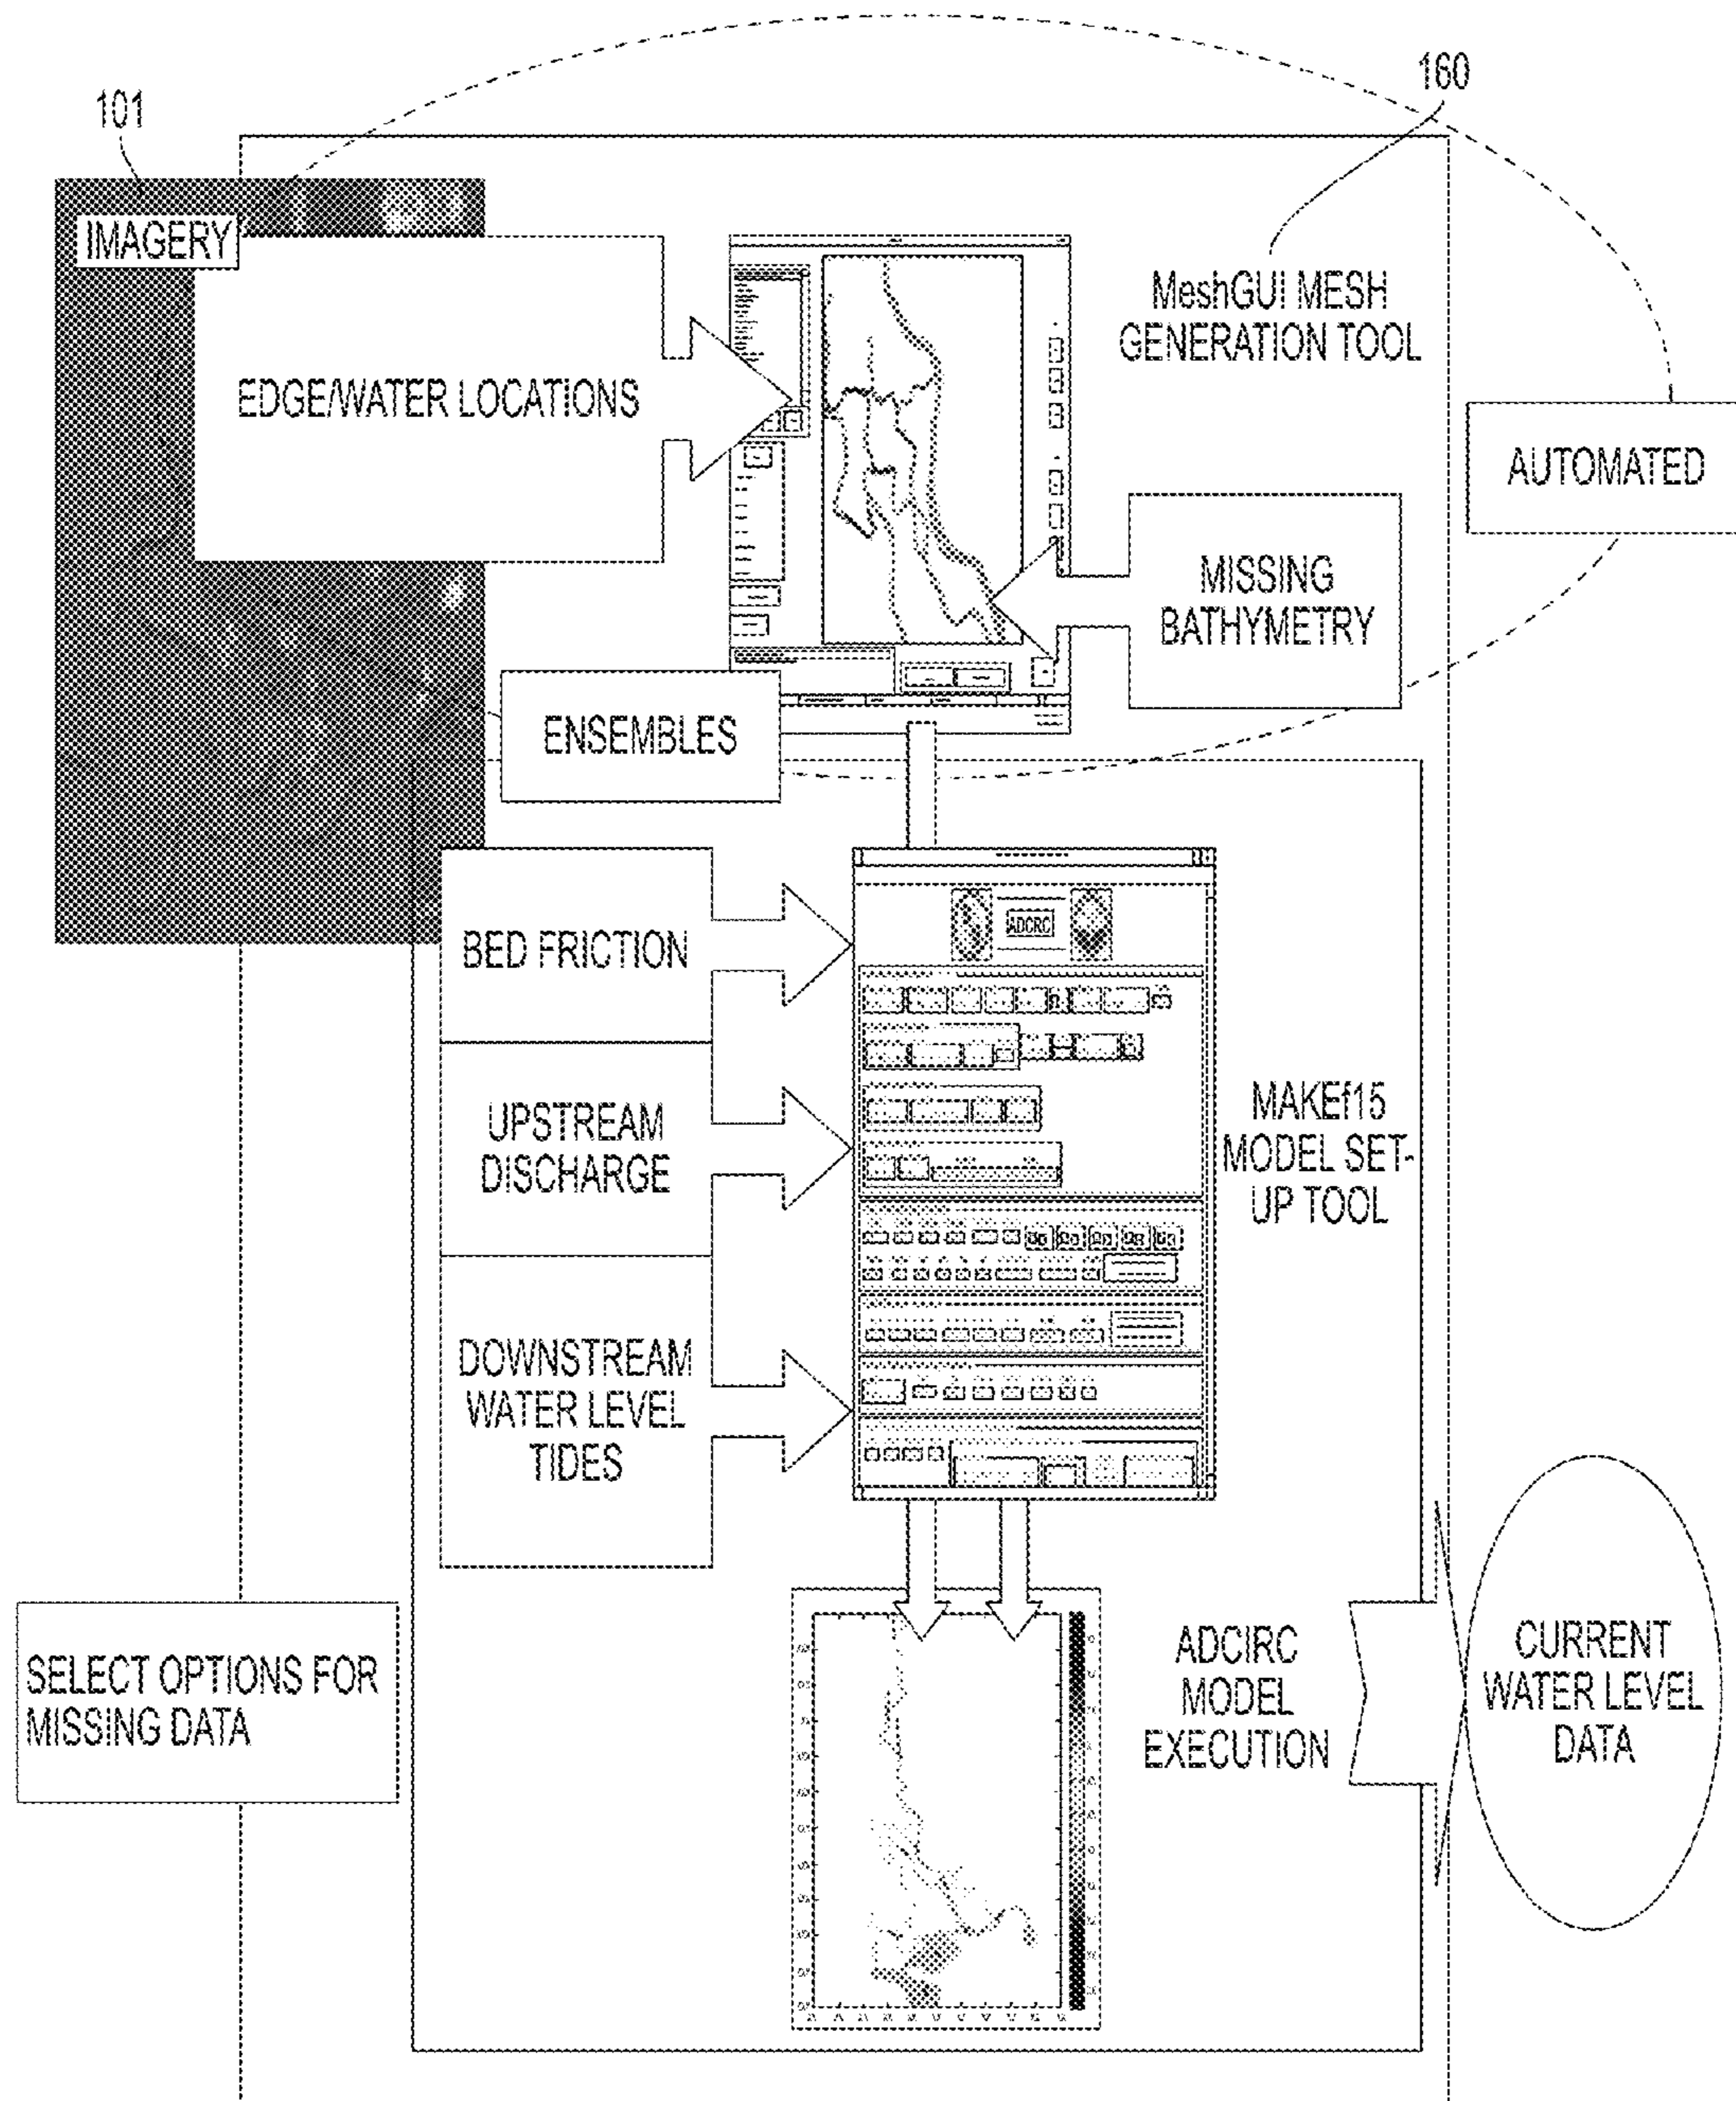 101
160
IMAGERY
MeshGUI MESH
GENERATION TOOL
EDGE/WATER LOCATIONS
AUTOMATED
MISSING
BATHYMETRY
ENSEMBLES
ADCRC
BED FRICTION
UPSTREAM
DISCHARGE
MAKEf15
MODEL SET-
UP TOOL
DOWNSTREAM
WATER LEVEL
TIDES
SELECT OPTIONS FOR
MISSING DATA
ADCIRC
MODEL
EXECUTION
CURRENT
WATER LEVEL
DATA